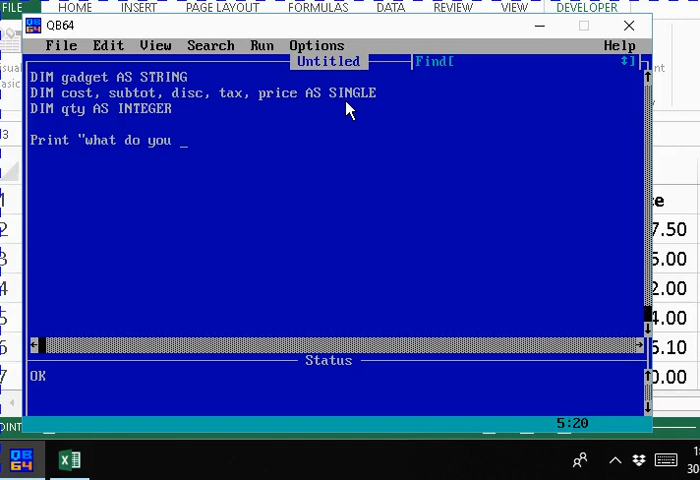 FILE HOME INSERT PAGE LAYOUT FORMULAS DATA REVIEW VIEW DEVELOPER
QB64
File Edit View Search Run Options Help
Untitled Find[
DIM gadget AS STRING
DIM cost, subtot, disc, tax, price AS SINGLE
DIM qty AS INTEGER
Print "what do you _
7.50
5.00
2.00
4.00
5.10
0.00
Status
OK
5:20